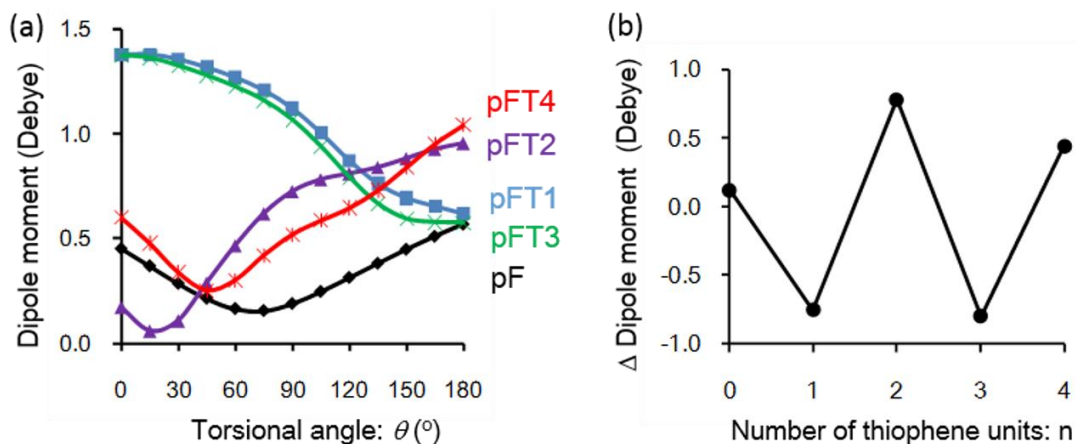 (a)
Dipole moment (Debye)
1.5
1.0
0.5
0.0
0 30 60 90 120 150 180
Torsional angle: θ (°)
pFT4
pFT2
pFT1
pFT3
pF
(b)
Δ Dipole moment (Debye)
1.0
0.5
0.0
-0.5
-1.0
0 1 2 3 4
Number of thiophene units: n